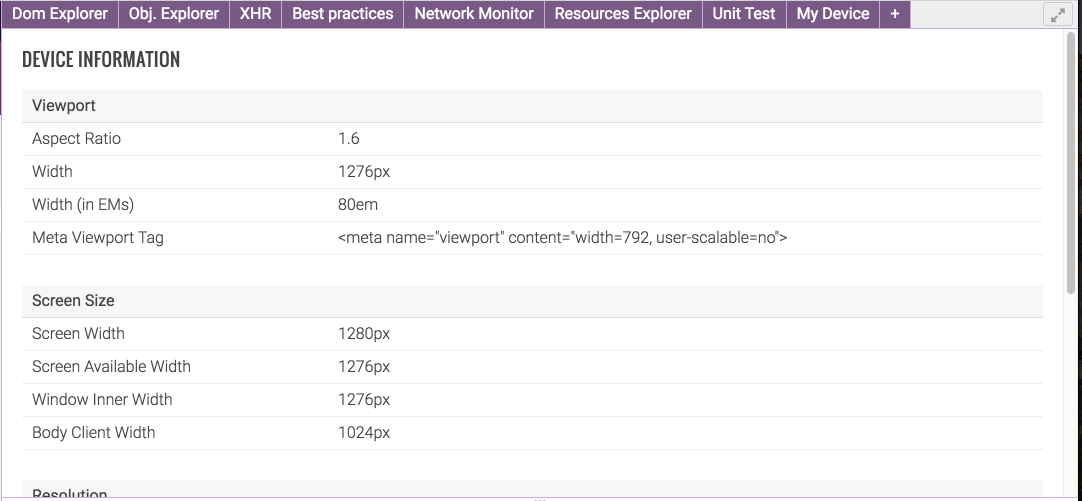 Dom Explorer Obj. Explorer XHR Best practices Network Monitor Resources Explorer Unit Test My Device +
DEVICE INFORMATION
Viewport
Aspect Ratio 1.6
Width 1276px
Width (in EMs) 80em
Meta Viewport Tag <meta name="viewport" content="width=792, user-scalable=no">
Screen Size
Screen Width 1280px
Screen Available Width 1276px
Window Inner Width 1276px
Body Client Width 1024px
Resolution